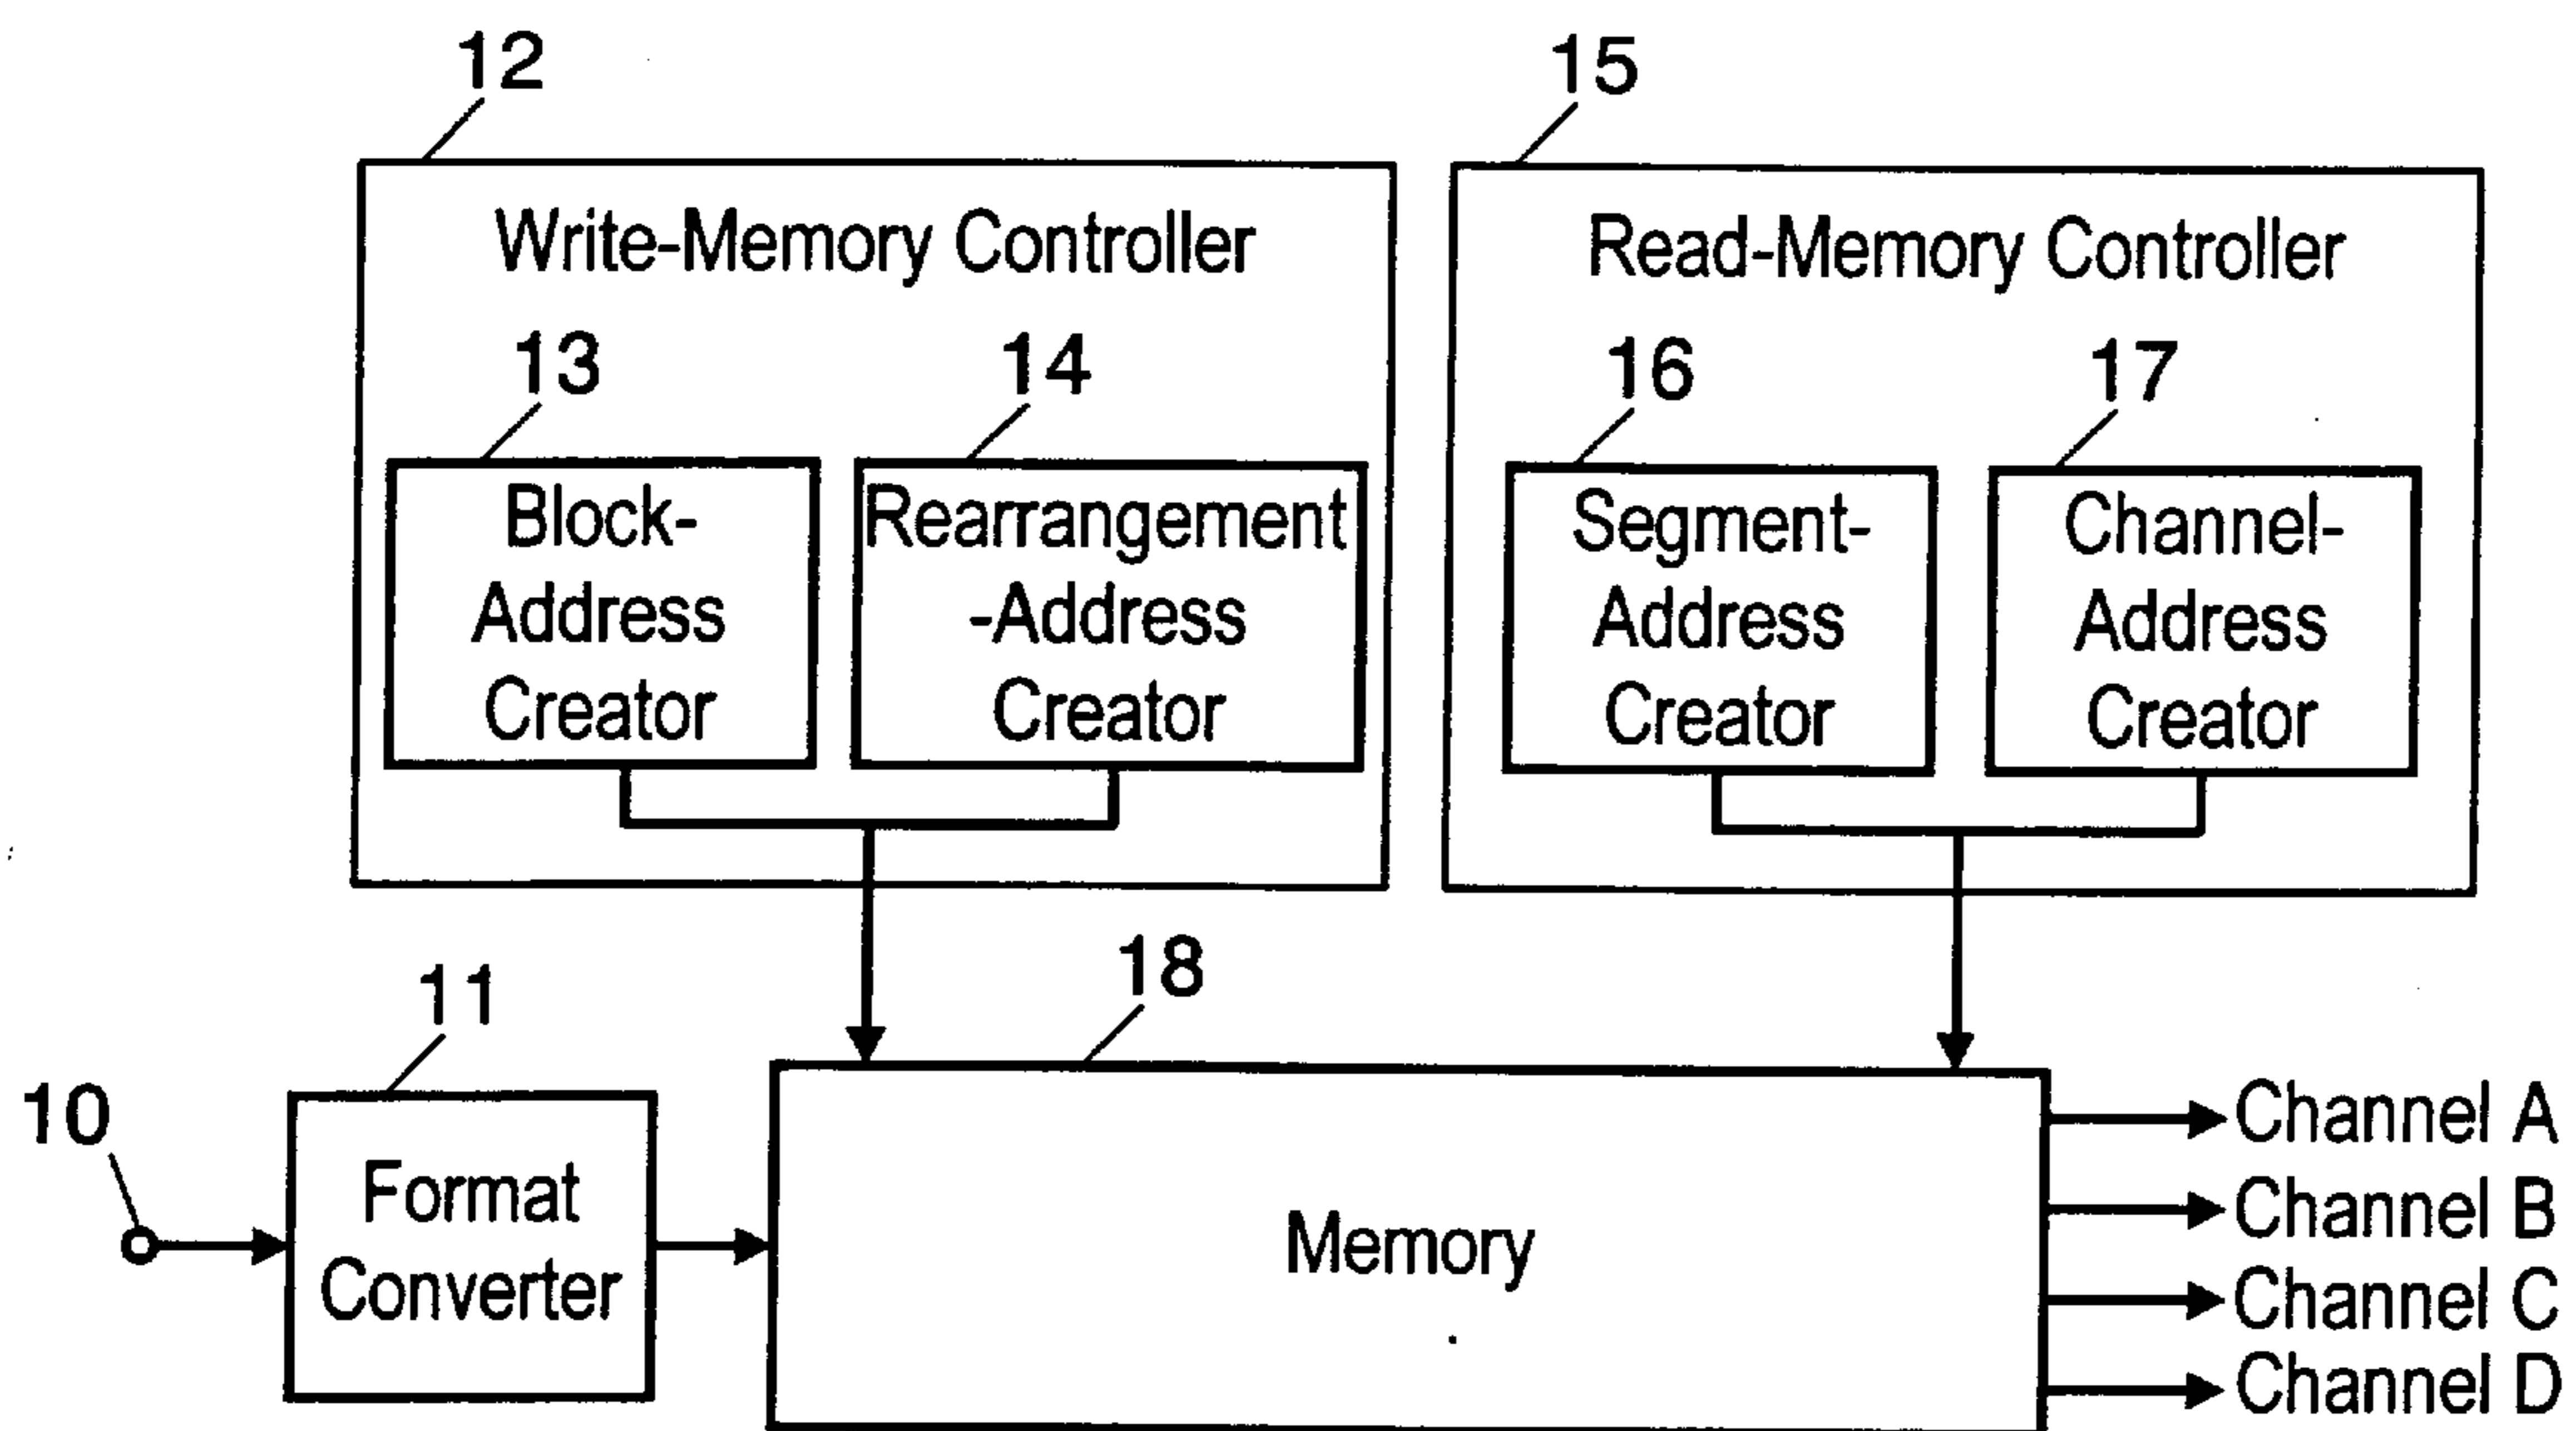 12
15
Write-Memory Controller
Read-Memory Controller
13
14
16
17
Block-
Address
Creator
Rearrangement
-Address
Creator
Segment-
Address
Creator
Channel-
Address
Creator
11
18
10
Format
Converter
Memory
Channel A
Channel B
Channel C
Channel D